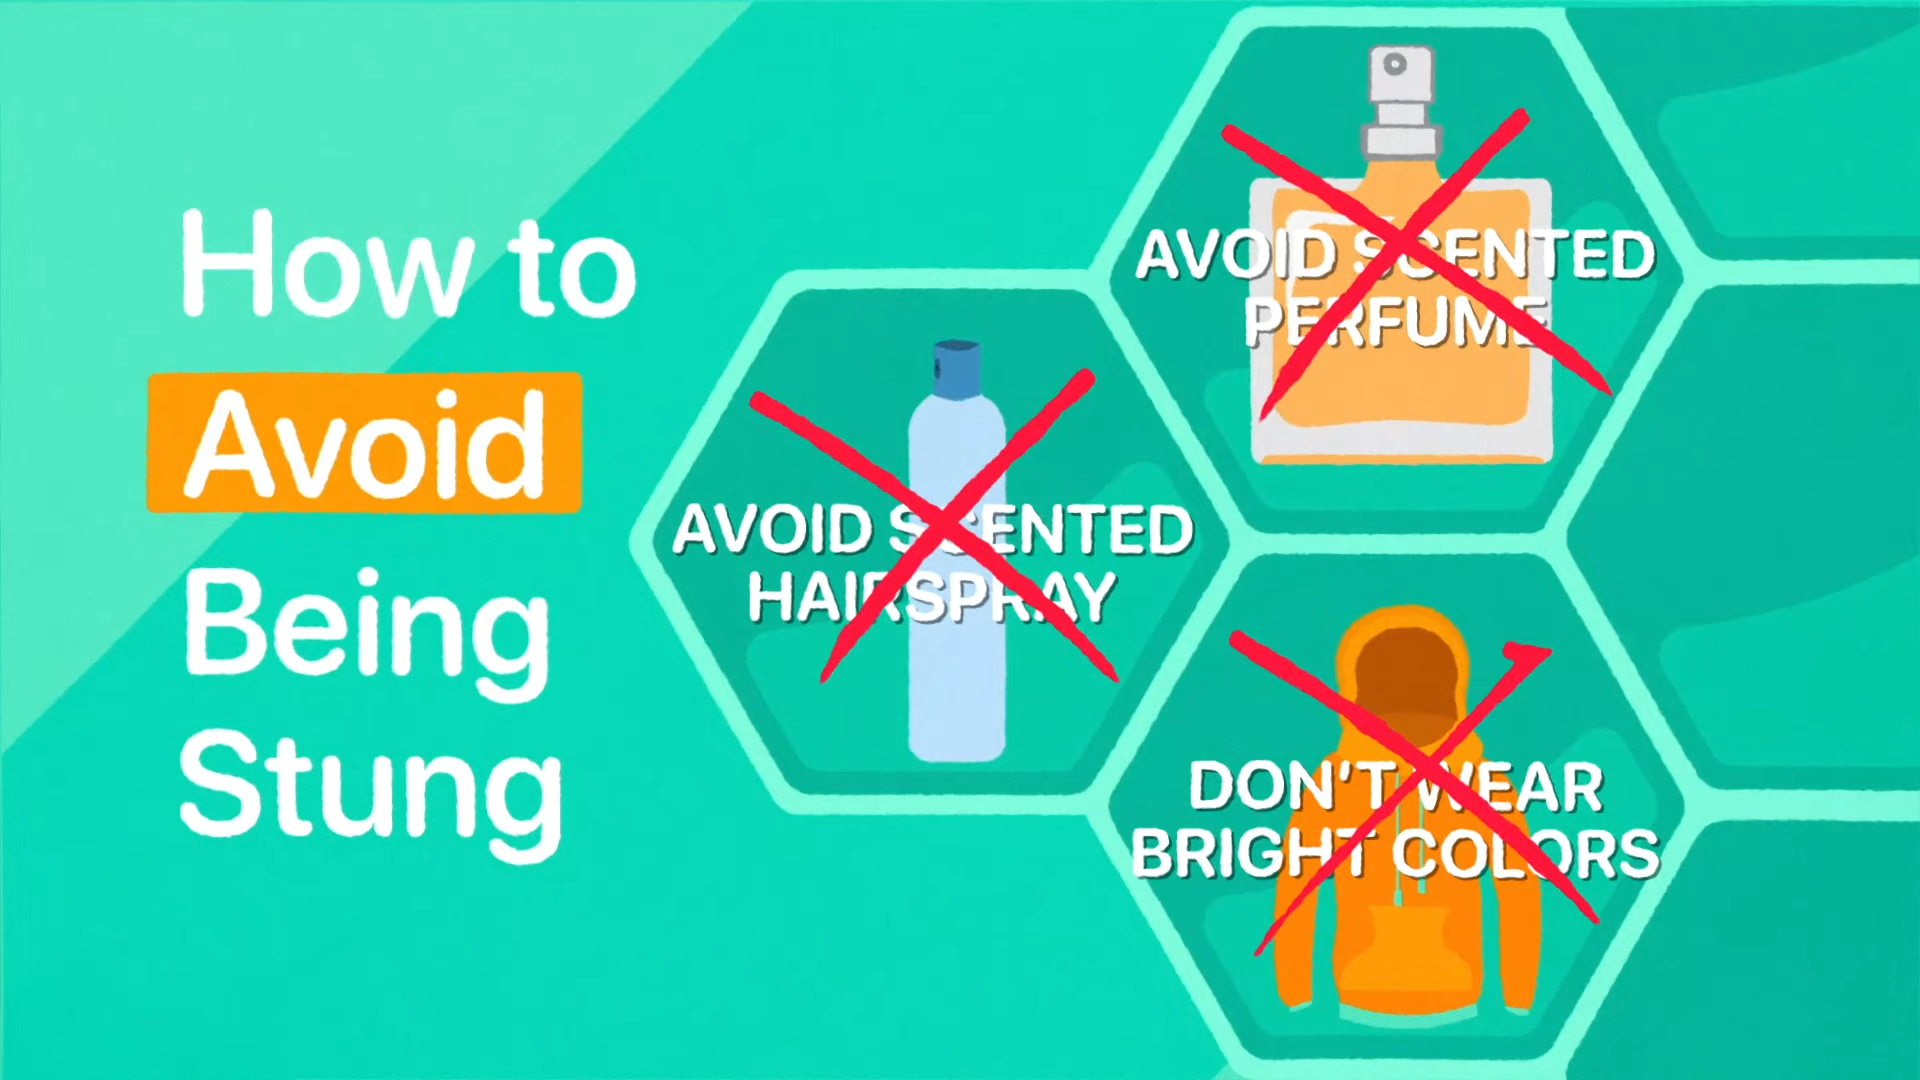 How to
Avoid
Being
Stung
AVOID SCENTED
HAIRSPRAY
AVOID SCENTED
PERFUME
DON'T WEAR
BRIGHT COLORS